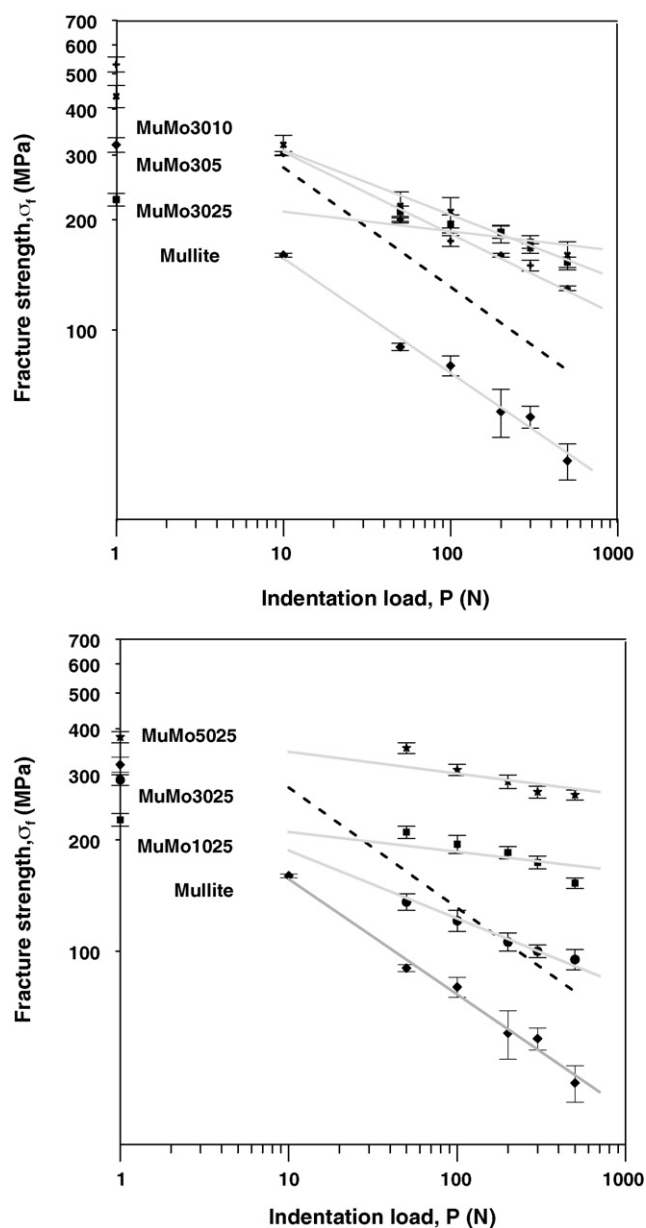 700
600
500
400
300
200
100
MuMo3010
MuMo305
MuMo3025
Mullite
Fracture strength,σf (MPa)
1
10
100
1000
Indentation load, P (N)
700
600
500
400
300
200
100
MuMo5025
MuMo3025
MuMo1025
Mullite
Fracture strength,σf (MPa)
1
10
100
1000
Indentation load, P (N)